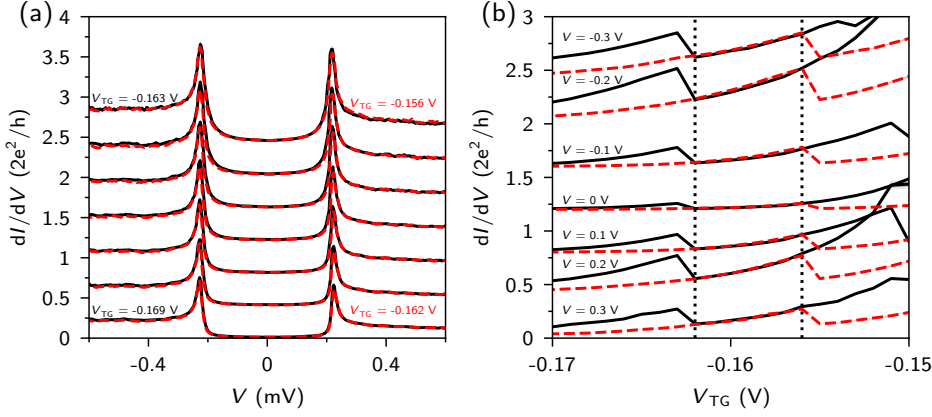 (a)
4
3.5
3
2.5
2
1.5
1
0.5
0
dI/dV (2e²/h)
V_TG = -0.163 V
V_TG = -0.156 V
V_TG = -0.169 V
V_TG = -0.162 V
-0.4
0
0.4
V (mV)
(b)
3
2.5
2
1.5
1
0.5
0
dI/dV (2e²/h)
V = -0.3 V
V = -0.2 V
V = -0.1 V
V = 0 V
V = 0.1 V
V = 0.2 V
V = 0.3 V
-0.17
-0.16
-0.15
V_TG (V)